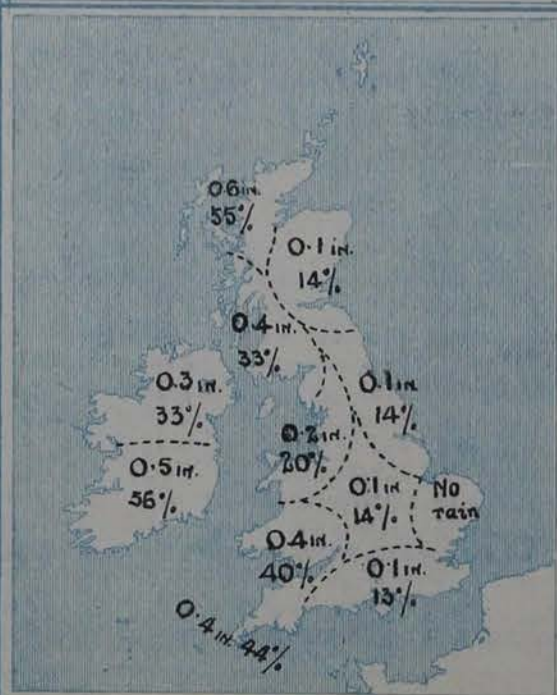 0.6 in.
55%
0.1 in.
14%
0.4 in.
33%
0.3 in.
33%
0.1 in
14%
0.2 in.
20%
0.5 in.
56%
0.1 in
14%
No
rain
0.4 in.
40%
0.1 in.
13%
0.4 in. 44%